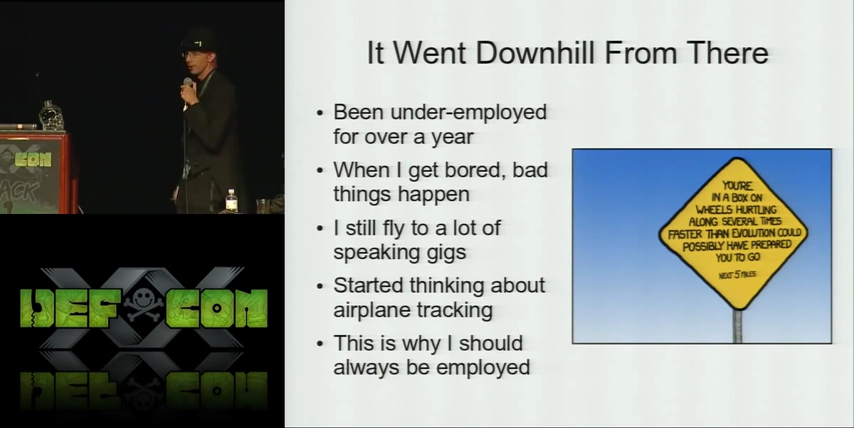 It Went Downhill From There
• Been under-employed
for over a year
• When I get bored, bad
things happen
• I still fly to a lot of
speaking gigs
• Started thinking about
airplane tracking
• This is why I should
always be employed
YOU'RE
IN A BOX ON
WHEELS HURTLING
ALONG SEVERAL TIMES
FASTER THAN EVOLUTION COULD
POSSIBLY HAVE PREPARED
YOU TO GO
NEXT 5 MILES
CON
XX
DEF CON